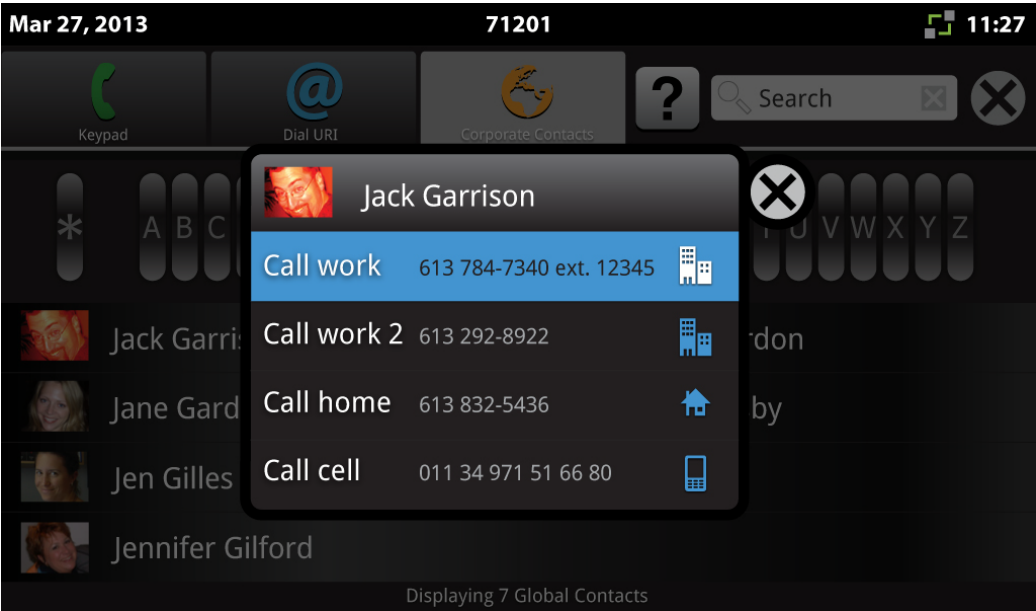 Mar 27, 2013 71201 11:27
Keypad Dial URI Corporate Contacts ? Search
Jack Garrison
* A B C U V W X Y Z
Call work 613 784-7340 ext. 12345
Call work 2 613 292-8922
Jack Garris rdon
Call home 613 832-5436
Jane Gard by
Call cell 011 34 971 51 66 80
Jen Gilles
Jennifer Gilford
Displaying 7 Global Contacts